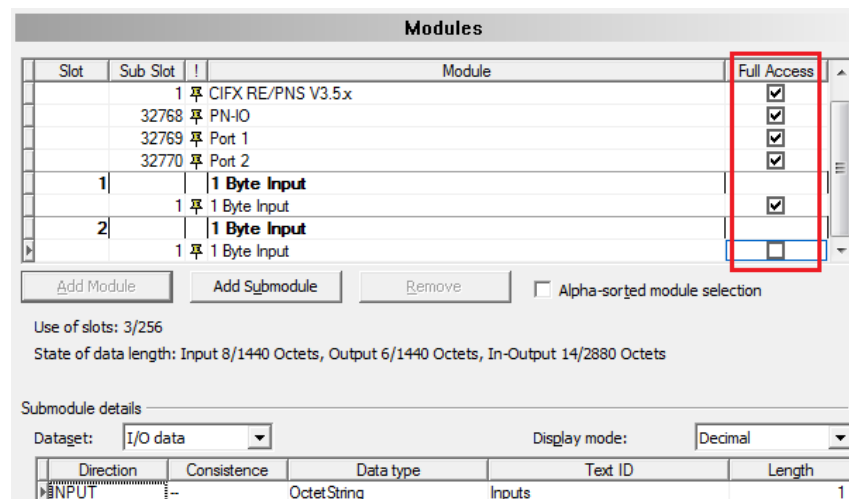 Modules
Slot Sub Slot ! Module Full Access
1 CIFX RE/PNS V3.5.x
32768 PN-IO
32769 Port 1
32770 Port 2
1 1 Byte Input
1 1 Byte Input
2 1 Byte Input
1 1 Byte Input
Add Module Add Submodule Remove Alpha-sorted module selection
Use of slots: 3/256
State of data length: Input 8/1440 Octets, Output 6/1440 Octets, In-Output 14/2880 Octets
Submodule details
Dataset: I/O data Display mode: Decimal
Direction Consistence Data type Text ID Length
INPUT -- OctetString Inputs 1